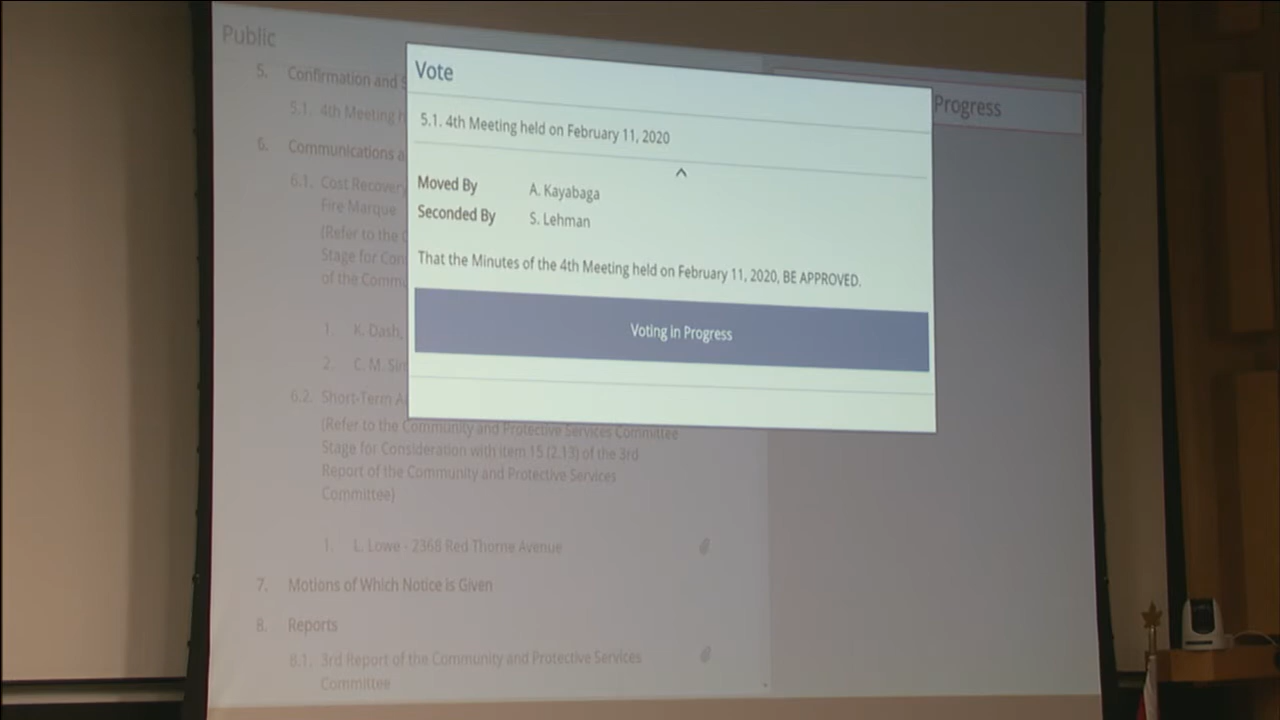 Public
5. Confirmation and
5.1. 4th Meeting
6. Communications
6.1. Cost Recovery
Fire Marque
(Refer to the
Stage for
of the
1. K. Dash,
2. C. M.
6.2. Short-Term
(Refer to the Community and Protective Services Committee
Stage for Consideration with item 15 (2.13) of the 3rd
Report of the Community and Protective Services
Committee)
1. L. Lowe - 2368 Red Thorne Avenue
7. Motions of Which Notice is Given
8. Reports
8.1. 3rd Report of the Community and Protective Services
Committee
Vote
5.1. 4th Meeting held on February 11, 2020
Moved By A. Kayabaga
Seconded By S. Lehman
That the Minutes of the 4th Meeting held on February 11, 2020, BE APPROVED.
Voting in Progress
Progress